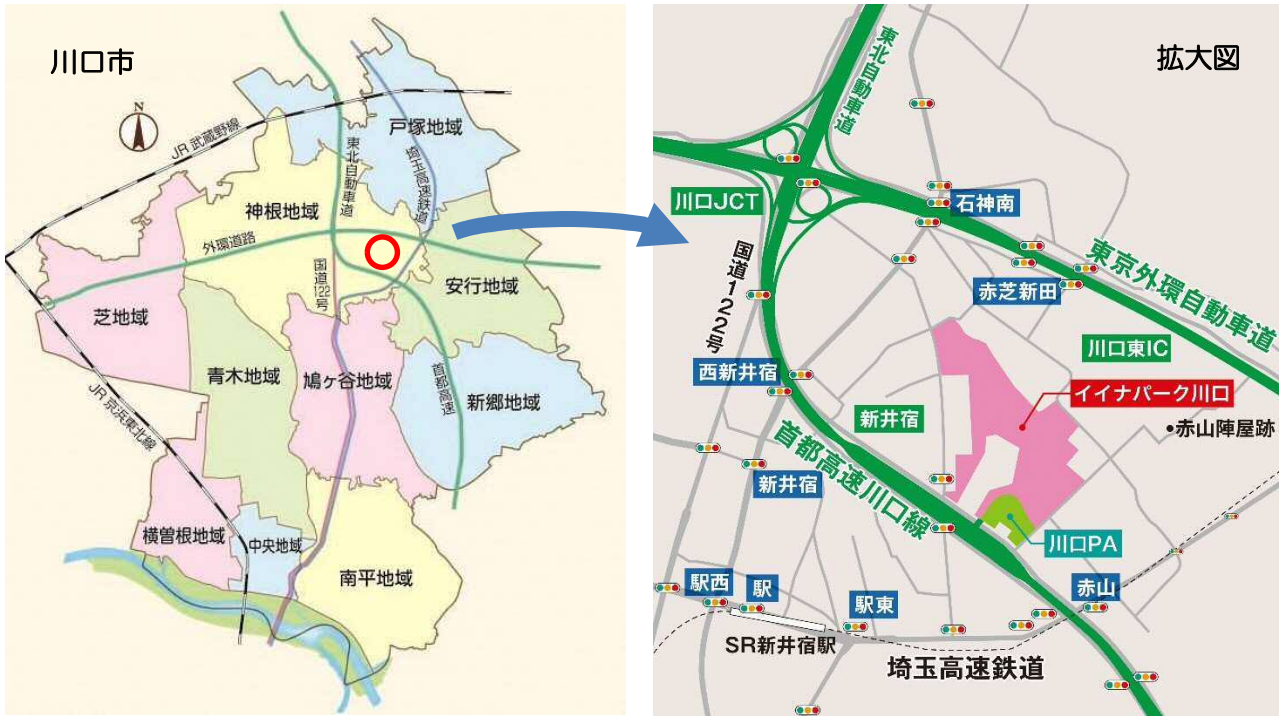 川口市
N
JR 武蔵野線
戸塚地域
東北自動車道
埼玉高速鉄道
神根地域
外環道路
国道122号
安行地域
芝地域
青木地域
鳩ヶ谷地域
首都高速
新郷地域
JR 京浜東北線
横曽根地域
中央地域
南平地域
拡大図
東北自動車道
川口JCT
石神南
国道122号
東京外環自動車道
赤芝新田
川口東IC
西新井宿
イイナパーク川口
新井宿
•赤山陣屋跡
首都高速川口線
新井宿
川口PA
駅西
駅
駅東
赤山
SR新井宿駅
埼玉高速鉄道